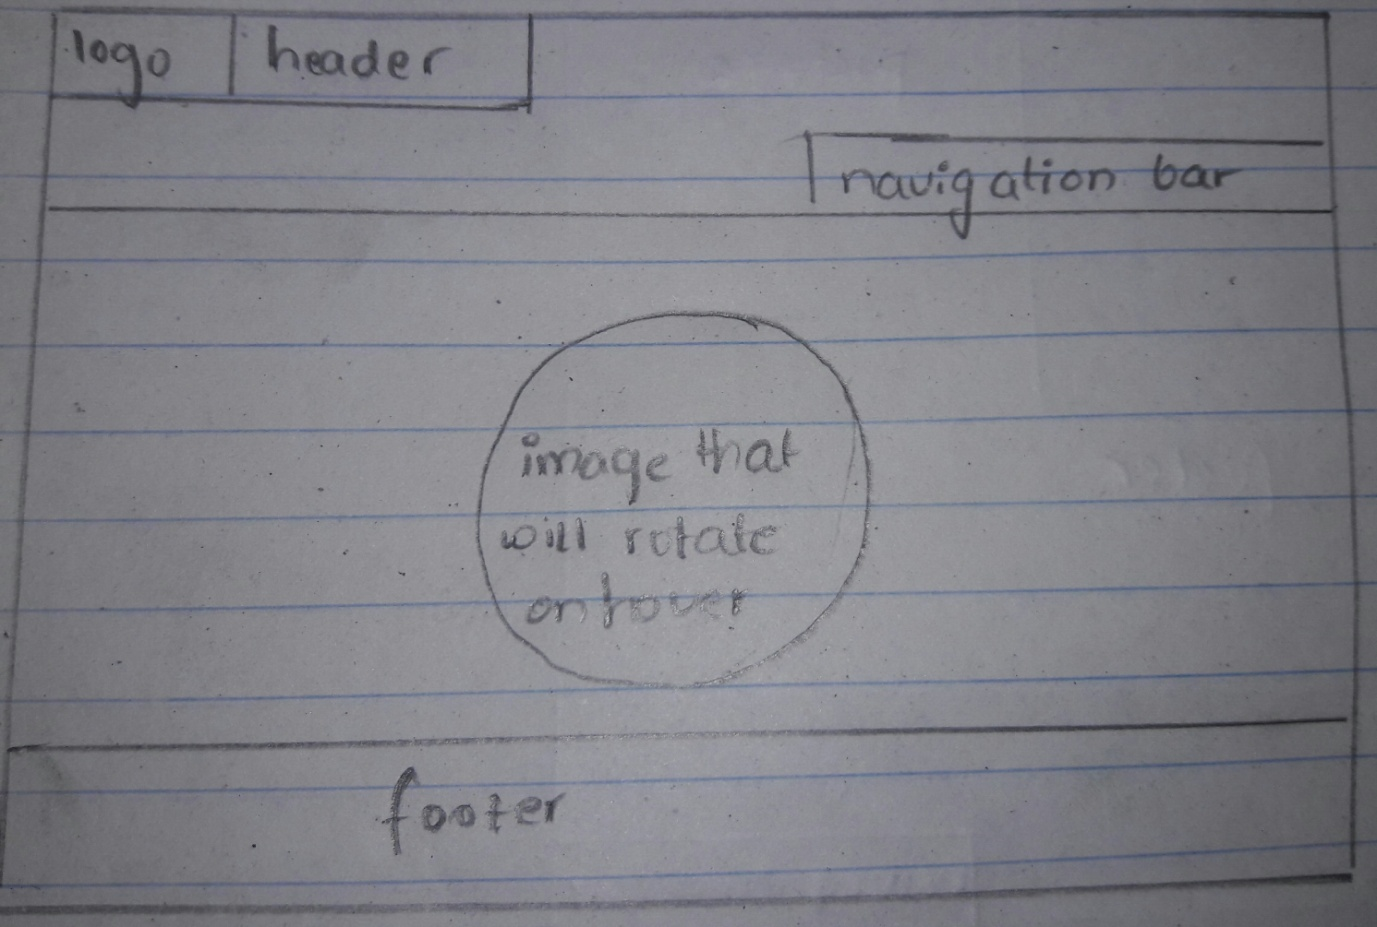 logo
header
navigation bar
image that
will rotate
on hover
footer